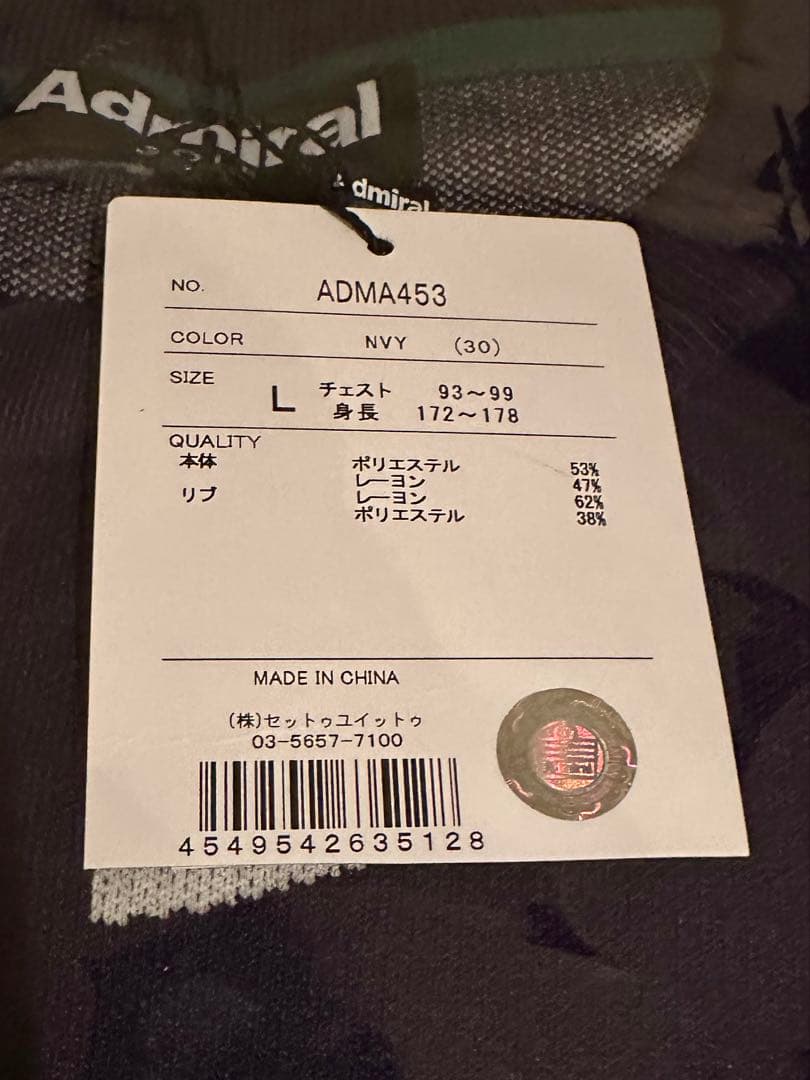 Admiral
Admiral
NO. ADMA453
COLOR NVY (30)
SIZE L チェスト 93～99
身長 172～178
QUALITY
本体 ポリエステル 53%
レーヨン 47%
リブ レーヨン 62%
ポリエステル 38%
MADE IN CHINA
(株)セットゥユイットゥ
03-5657-7100
4549542635128